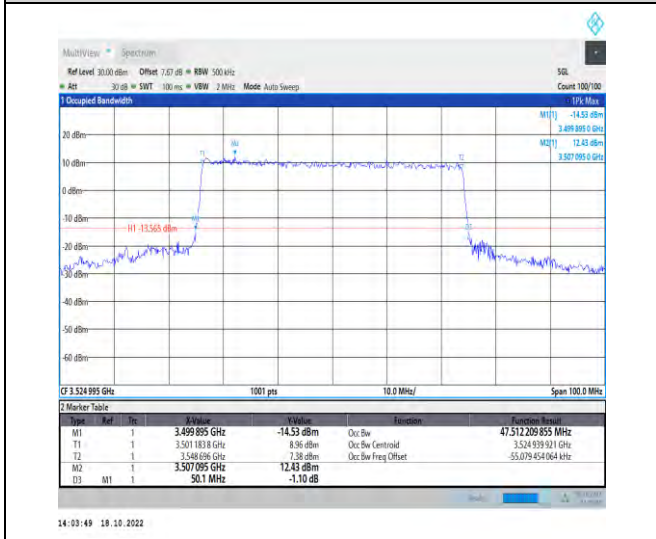 MultiView Spectrum
Ref Level 30.00 dBm Offset 7.67 dB RBW 500 kHz SGL
Att 30 dB SWT 100 ms VBW 2 MHz Mode Auto Sweep Count 100/100
1 Occupied Bandwidth 1Pk Max
M1[1] -14.53 dBm
3.499 895 0 GHz
M2[1] 12.43 dBm
3.507 095 0 GHz
20 dBm
T1 M2 T2
10 dBm
0 dBm
-10 dBm
M1 D3
H1 -13.565 dBm
-20 dBm
-30 dBm
-40 dBm
-50 dBm
-60 dBm
CF 3.524 995 GHz 1001 pts 10.0 MHz/ Span 100.0 MHz
2 Marker Table
Type Ref Trc X-Value Y-Value Function Function Result
M1 1 3.499 895 GHz -14.53 dBm Occ Bw 47.512 209 855 MHz
T1 1 3.501 183 8 GHz 8.96 dBm Occ Bw Centroid 3.524 939 921 GHz
T2 1 3.548 696 GHz 7.38 dBm Occ Bw Freq Offset -55.079 454 064 kHz
M2 1 3.507 095 GHz 12.43 dBm
D3 M1 1 50.1 MHz -1.10 dB
14:03:49 18.10.2022